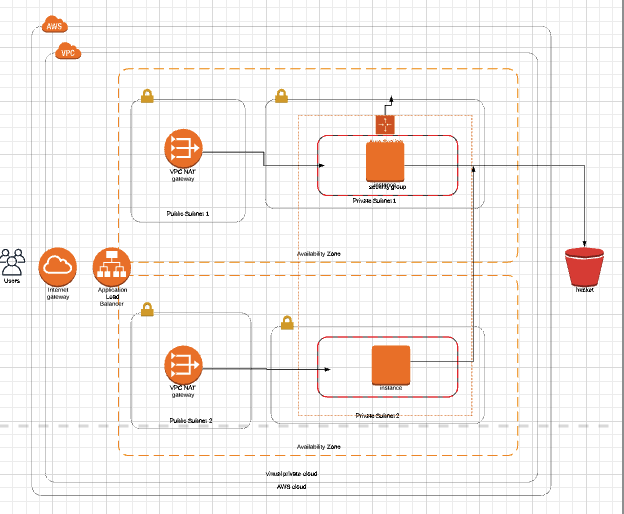 AWS
VPC
VPC NAT
gateway
security group
Private Subnet 1
Public Subnet 1
Availability Zone
Users
Internet
gateway
Application
Load
Balancer
bucket
VPC NAT
gateway
instance
Private Subnet 2
Public Subnet 2
Availability Zone
virtual private cloud
AWS cloud